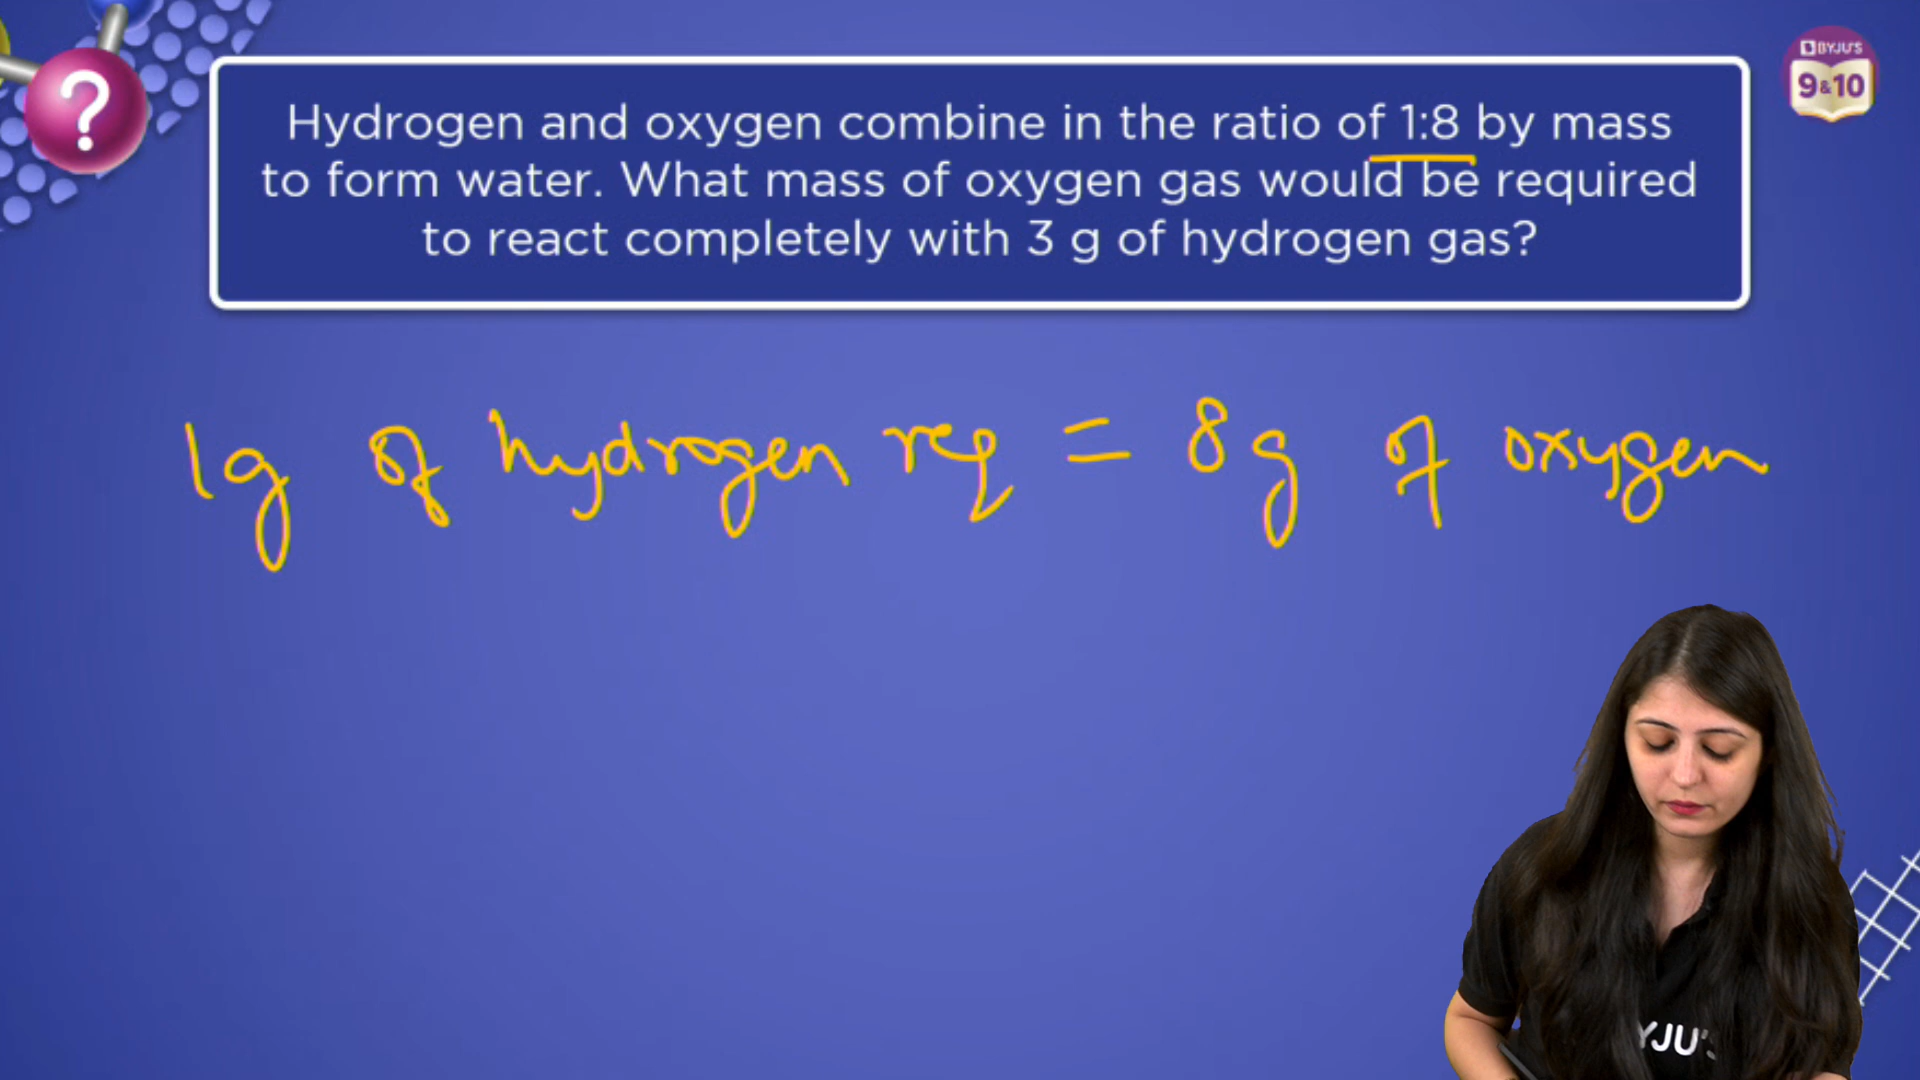 BYJU'S
9&10
?
Hydrogen and oxygen combine in the ratio of 1:8 by mass
to form water. What mass of oxygen gas would be required
to react completely with 3 g of hydrogen gas?
1g of hydrogen req = 8g of oxygen
YJU'S